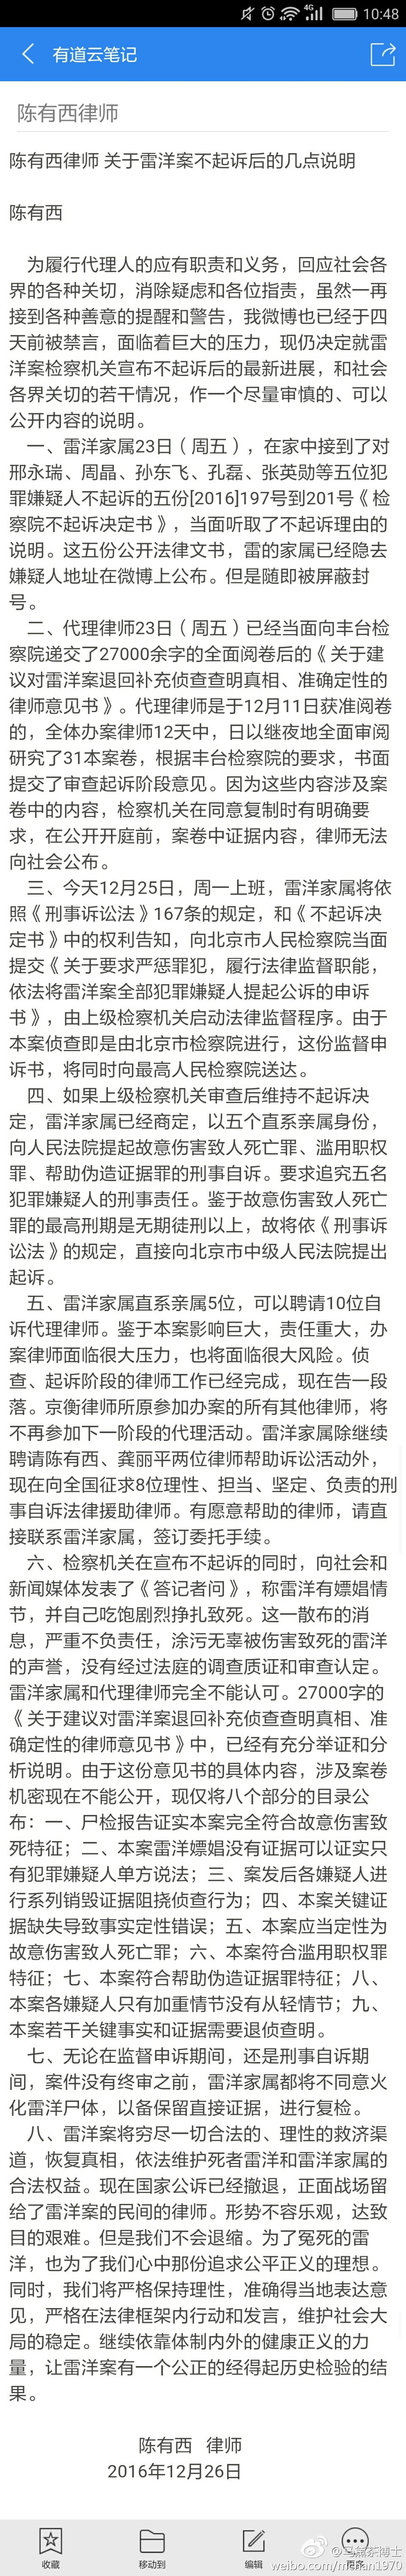 4G 10:48
有道云笔记
陈有西律师
陈有西律师 关于雷洋案不起诉后的几点说明
陈有西
为履行代理人的应有职责和义务，回应社会各
界的各种关切，消除疑虑和各位指责，虽然一再
接到各种善意的提醒和警告，我微博也已经于四
天前被禁言，面临着巨大的压力，现仍决定就雷
洋案检察机关宣布不起诉后的最新进展，和社会
各界关切的若干情况，作一个尽量审慎的、可以
公开内容的说明。
一、雷洋家属23日（周五），在家中接到了对
邢永瑞、周晶、孙东飞、孔磊、张英勋等五位犯
罪嫌疑人不起诉的五份[2016]197号到201号《检
察院不起诉决定书》，当面听取了不起诉理由的
说明。这五份公开法律文书，雷的家属已经隐去
嫌疑人地址在微博上公布。但是随即被屏蔽封
号。
二、代理律师23日（周五）已经当面向丰台检
察院递交了27000余字的全面阅卷后的《关于建
议对雷洋案退回补充侦查查明真相、准确定性的
律师意见书》。代理律师是于12月11日获准阅卷
的，全体办案律师12天中，日以继夜地全面审阅
研究了31本案卷，根据丰台检察院的要求，书面
提交了审查起诉阶段意见。因为这些内容涉及案
卷中的内容，检察机关在同意复制时有明确要
求，在公开开庭前，案卷中证据内容，律师无法
向社会公布。
三、今天12月25日，周一上班，雷洋家属将依
照《刑事诉讼法》167条的规定，和《不起诉决
定书》中的权利告知，向北京市人民检察院当面
提交《关于要求严惩罪犯，履行法律监督职能，
依法将雷洋案全部犯罪嫌疑人提起公诉的申诉
书》，由上级检察机关启动法律监督程序。由于
本案侦查即是由北京市检察院进行，这份监督申
诉书，将同时向最高人民检察院送达。
四、如果上级检察机关审查后维持不起诉决
定，雷洋家属已经商定，以五个直系亲属身份，
向人民法院提起故意伤害致人死亡罪、滥用职权
罪、帮助伪造证据罪的刑事自诉。要求追究五名
犯罪嫌疑人的刑事责任。鉴于故意伤害致人死亡
罪的最高刑期是无期徒刑以上，故将依《刑事诉
讼法》的规定，直接向北京市中级人民法院提出
起诉。
五、雷洋家属直系亲属5位，可以聘请10位自
诉代理律师。鉴于本案影响巨大，责任重大，办
案律师面临很大压力，也将面临很大风险。侦
查、起诉阶段的律师工作已经完成，现在告一段
落。京衡律师所原参加办案的所有其他律师，将
不再参加下一阶段的代理活动。雷洋家属除继续
聘请陈有西、龚丽平两位律师帮助诉讼活动外，
现在向全国征求8位理性、担当、坚定、负责的刑
事自诉法律援助律师。有愿意帮助的律师，请直
接联系雷洋家属，签订委托手续。
六、检察机关在宣布不起诉的同时，向社会和
新闻媒体发表了《答记者问》，称雷洋有嫖娼情
节，并自己吃饱剧烈挣扎致死。这一散布的消
息，严重不负责任，涂污无辜被伤害致死的雷洋
的声誉，没有经过法庭的调查质证和审查认定。
雷洋家属和代理律师完全不能认可。27000字的
《关于建议对雷洋案退回补充侦查查明真相、准
确定性的律师意见书》中，已经有充分举证和分
析说明。由于这份意见书的具体内容，涉及案卷
机密现在不能公开，现仅将八个部分的目录公
布：一、尸检报告证实本案完全符合故意伤害致
死特征；二、本案雷洋嫖娼没有证据可以证实只
有犯罪嫌疑人单方说法；三、案发后各嫌疑人进
行系列销毁证据阻挠侦查行为；四、本案关键证
据缺失导致事实定性错误；五、本案应当定性为
故意伤害致人死亡罪；六、本案符合滥用职权罪
特征；七、本案符合帮助伪造证据罪特征；八、
本案各嫌疑人只有加重情节没有从轻情节；九、
本案若干关键事实和证据需要退侦查明。
七、无论在监督申诉期间，还是刑事自诉期
间，案件没有终审之前，雷洋家属都将不同意火
化雷洋尸体，以备保留直接证据，进行复检。
八、雷洋案将穷尽一切合法的、理性的救济渠
道，恢复真相，依法维护死者雷洋和雷洋家属的
合法权益。现在国家公诉已经撤退，正面战场留
给了雷洋案的民间的律师。形势不容乐观，达致
目的艰难。但是我们不会退缩。为了冤死的雷
洋，也为了我们心中那份追求公平正义的理想。
同时，我们将严格保持理性，准确得当地表达意
见，严格在法律框架内行动和发言，维护社会大
局的稳定。继续依靠体制内外的健康正义的力
量，让雷洋案有一个公正的经得起历史检验的结
果。
陈有西 律师
2016年12月26日
收藏 移动到 编辑 更多
@马黛茶博士
weibo.com/mahan1970